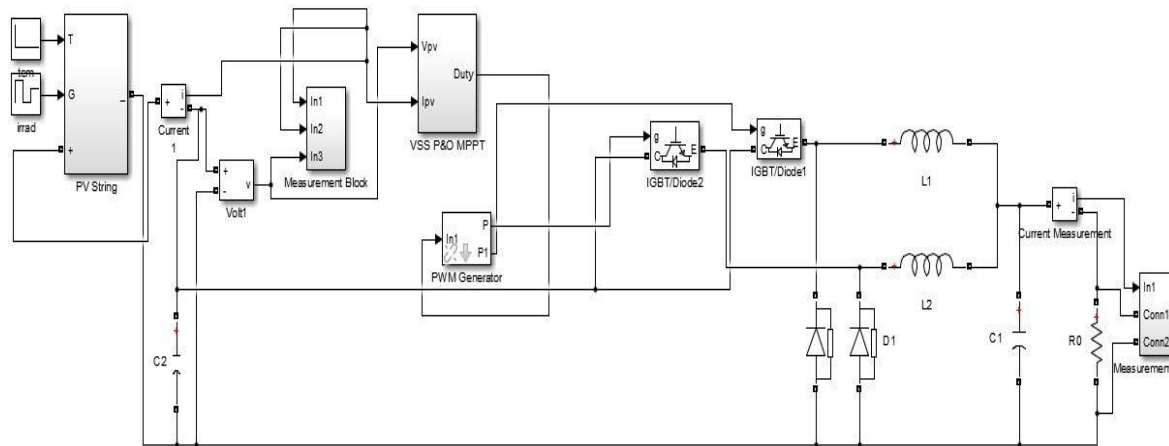 tem
irrad
T
G
+
–
PV String
+
i
-
Current
1
+
-
v
Volt1
In1
In2
In3
Measurement Block
Vpv
Ipv
Duty
VSS P&O MPPT
In1
P
P1
PWM Generator
g
C
E
IGBT/Diode2
g
C
E
IGBT/Diode1
+
L1
+
L2
+
C2
D1
+
C1
+
i
-
Current Measurement
+
R0
In1
Conn1
Conn2
Measurement